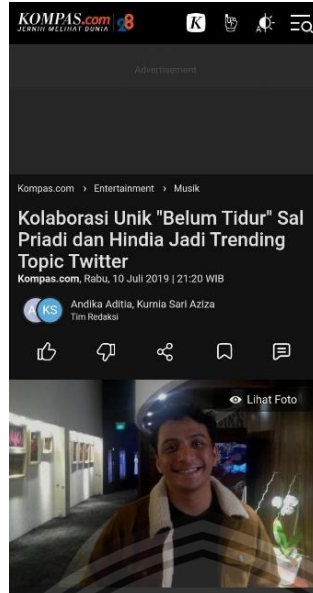 KOMPAS.com 28
JERNIH MELIHAT DUNIA
K
Advertisement
Kompas.com › Entertainment › Musik
Kolaborasi Unik "Belum Tidur" Sal
Priadi dan Hindia Jadi Trending
Topic Twitter
Kompas.com, Rabu, 10 Juli 2019 | 21:20 WIB
A KS
Andika Aditia, Kurnia Sari Aziza
Tim Redaksi
Lihat Foto